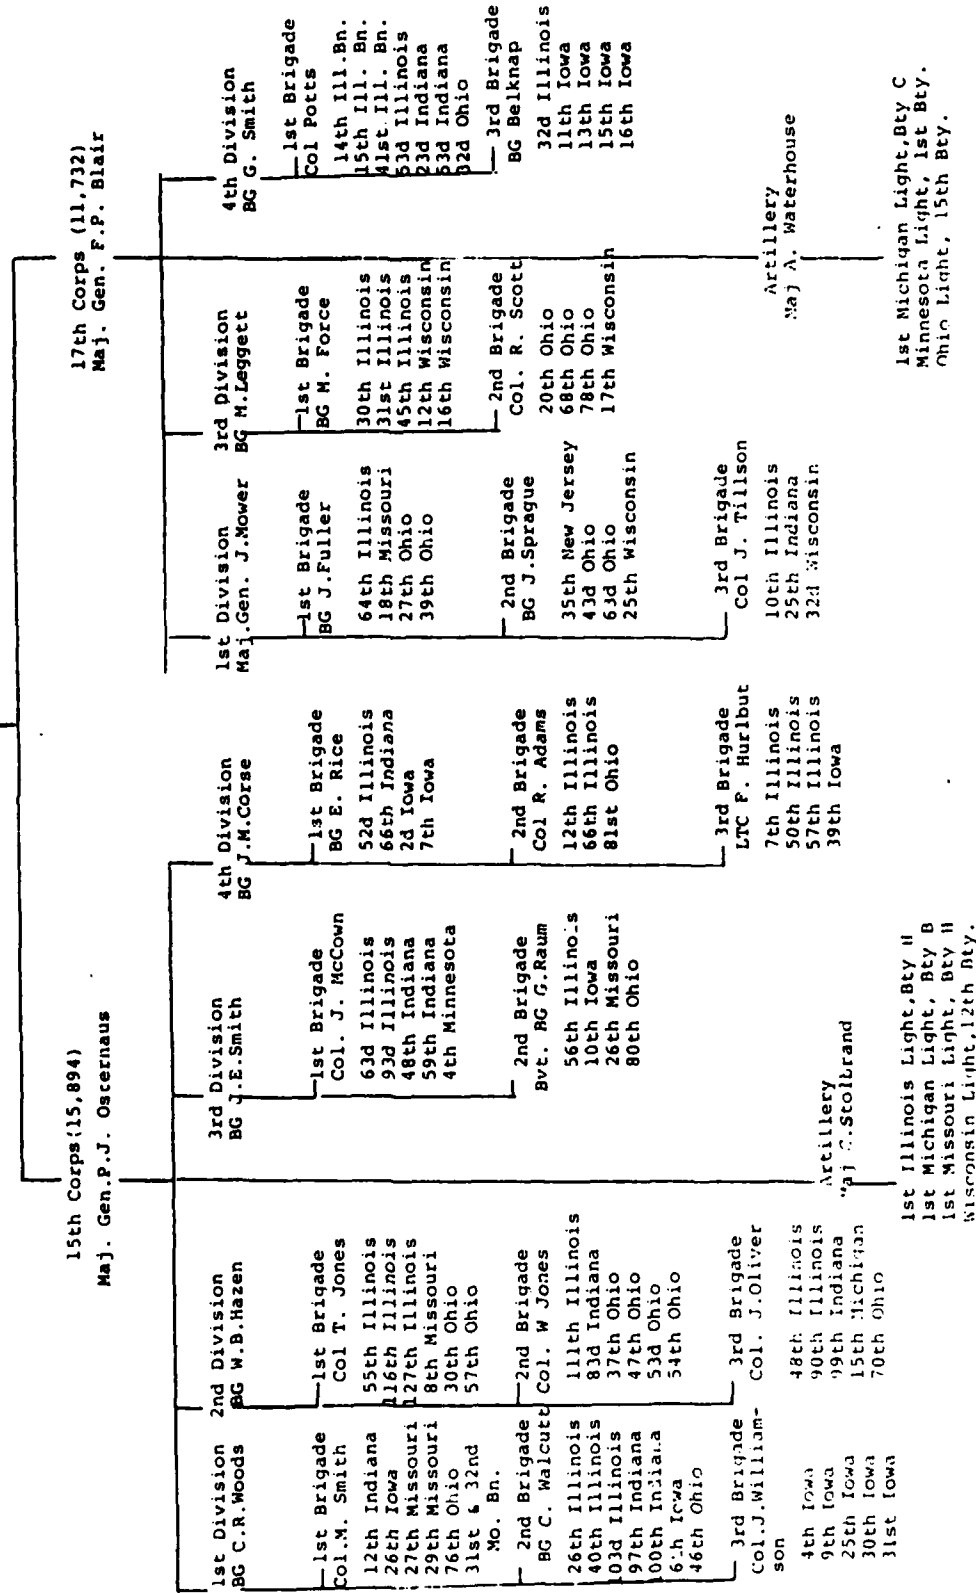 15th Corps(15,894)
Maj. Gen.P.J. Osternaus
1st Division
BG C.R.Woods
1st Brigade
Col.M. Smith
12th Indiana
26th Iowa
27th Missouri
29th Missouri
76th Ohio
31st & 32nd
Mo. Bn.
2nd Brigade
BG C. Walcutt
26th Illinois
40th Illinois
103d Illinois
97th Indiana
100th Indiana
6th Iowa
46th Ohio
3rd Brigade
Col.J.William-
son
4th Iowa
9th Iowa
25th Iowa
30th Iowa
31st Iowa
2nd Division
BG W.B.Hazen
1st Brigade
Col T. Jones
55th Illinois
116th Illinois
127th Illinois
8th Missouri
30th Ohio
57th Ohio
2nd Brigade
Col. W Jones
111th Illinois
83d Indiana
37th Ohio
47th Ohio
53d Ohio
54th Ohio
3rd Brigade
Col. J.Oliver
48th Illinois
90th Illinois
99th Indiana
15th Michigan
70th Ohio
3rd Division
BG J.E.Smith
1st Brigade
Col. J. McCown
63d Illinois
93d Illinois
48th Indiana
59th Indiana
4th Minnesota
2nd Brigade
Bvt. BG G.Raum
56th Illinois
10th Iowa
26th Missouri
80th Ohio
4th Division
BG J.M.Corse
1st Brigade
BG E. Rice
52d Illinois
66th Indiana
2d Iowa
7th Iowa
2nd Brigade
Col R. Adams
12th Illinois
66th Illinois
81st Ohio
3rd Brigade
LTC F. Hurlbut
7th Illinois
50th Illinois
57th Illinois
39th Iowa
Artillery
Maj C.Stolbrand
1st Illinois Light,Bty H
1st Michigan Light, Bty B
1st Missouri Light, Bty H
Wisconsin Light,12th Bty.
17th Corps (11,732)
Maj. Gen. F.P. Blair
1st Division
Maj.Gen. J.Mower
1st Brigade
BG J.Fuller
64th Illinois
18th Missouri
27th Ohio
39th Ohio
2nd Brigade
BG J.Sprague
35th New Jersey
43d Ohio
63d Ohio
25th Wisconsin
3rd Brigade
Col J. Tillson
10th Illinois
25th Indiana
32d Wisconsin
3rd Division
BG M.Leggett
1st Brigade
BG M. Force
30th Illinois
31st Illinois
45th Illinois
12th Wisconsin
16th Wisconsin
2nd Brigade
Col. R. Scott
20th Ohio
68th Ohio
78th Ohio
17th Wisconsin
4th Division
BG G. Smith
1st Brigade
Col Potts
14th Ill.Bn.
15th Ill. Bn.
41st Ill. Bn.
53d Illinois
23d Indiana
53d Indiana
32d Ohio
3rd Brigade
BG Belknap
32d Illinois
11th Iowa
13th Iowa
15th Iowa
16th Iowa
Artillery
Maj A. Waterhouse
1st Michigan Light,Bty C
Minnesota Light, 1st Bty.
Ohio Light, 15th Bty.